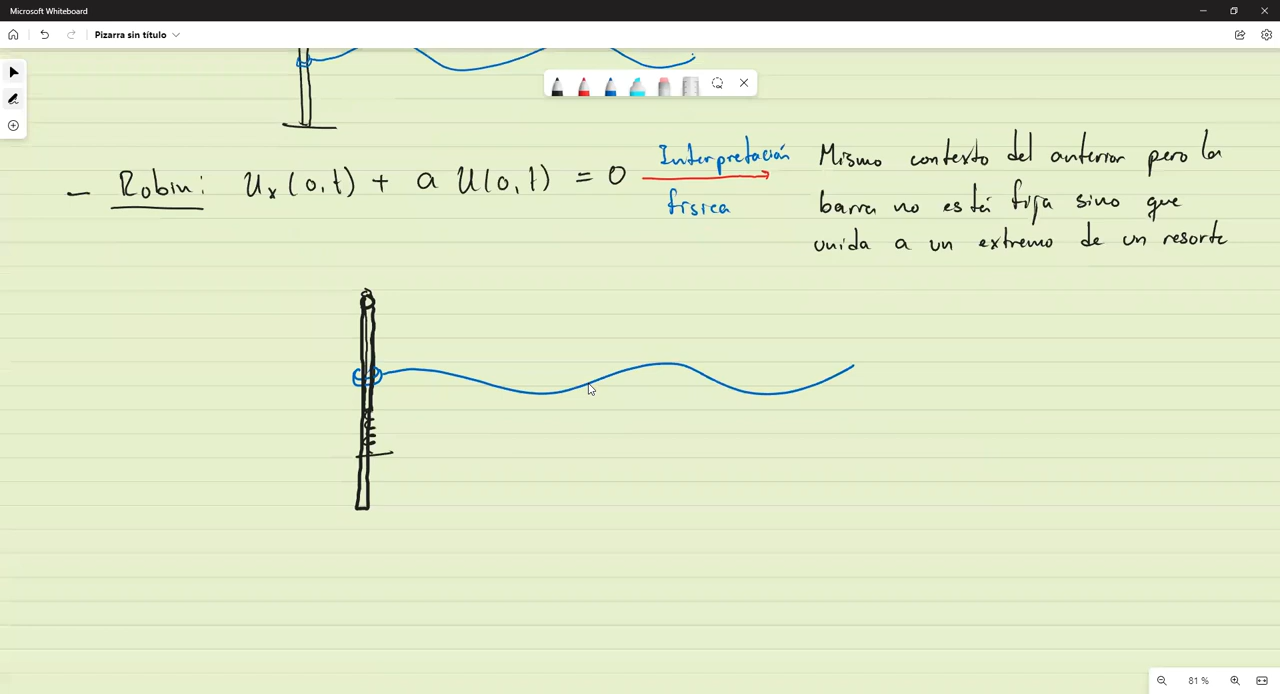 Microsoft Whiteboard
Pizarra sin título
— Robin: Ux(0,t) + a U(0,t) = 0
Interpretación
física
Mismo contexto del anterior pero la
barra no está fija sino que
unida a un extremo de un resorte
81 %